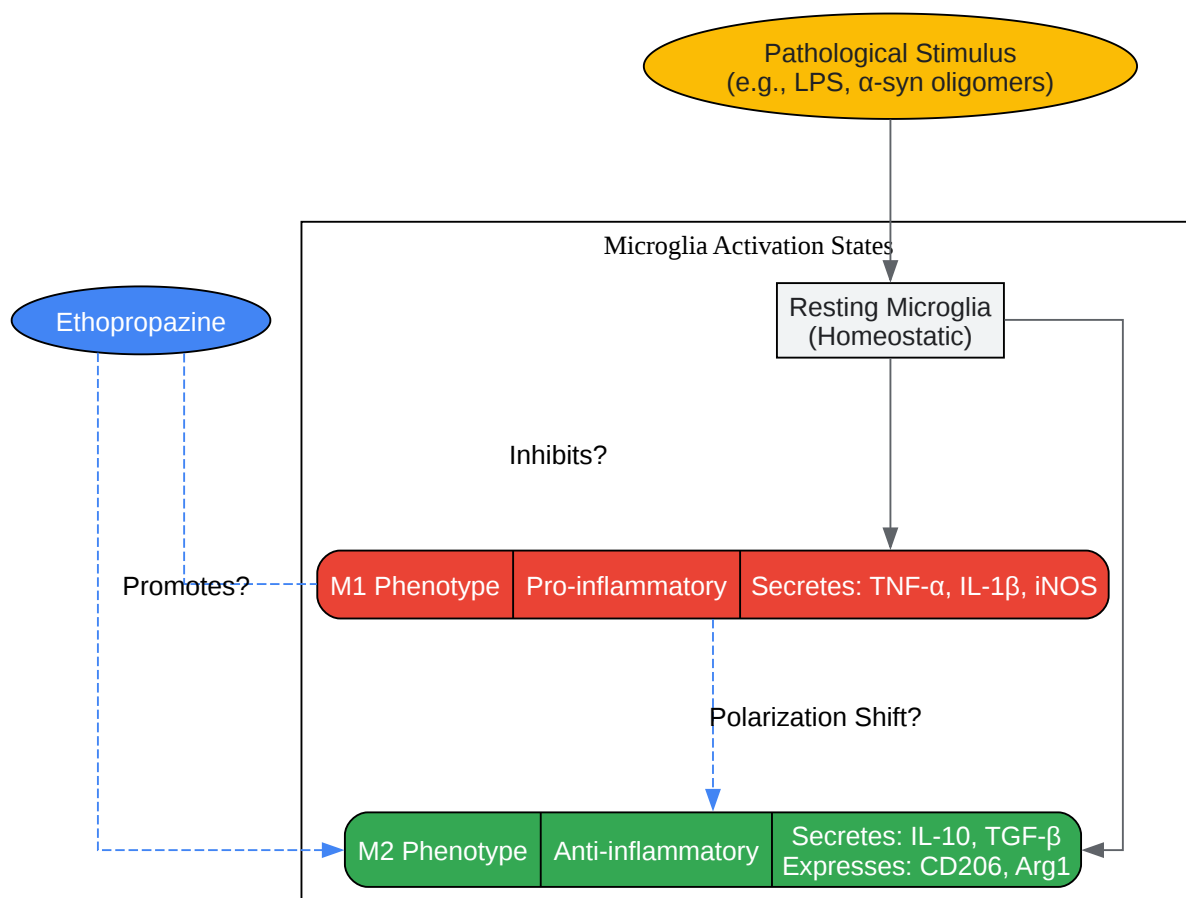 Pathological Stimulus
(e.g., LPS, α-syn oligomers)
Microglia Activation States
Resting Microglia
(Homeostatic)
Ethopropazine
Inhibits?
Promotes?
M1 Phenotype
Pro-inflammatory
Secretes: TNF-α, IL-1β, iNOS
Polarization Shift?
M2 Phenotype
Anti-inflammatory
Secretes: IL-10, TGF-β
Expresses: CD206, Arg1